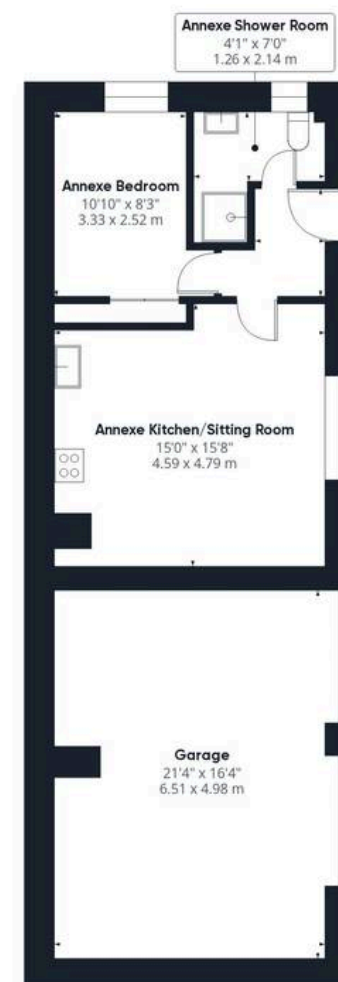 Annexe Shower Room
4'1" x 7'0"
1.26 x 2.14 m
Annexe Bedroom
10'10" x 8'3"
3.33 x 2.52 m
Annexe Kitchen/Sitting Room
15'0" x 15'8"
4.59 x 4.79 m
Garage
21'4" x 16'4"
6.51 x 4.98 m